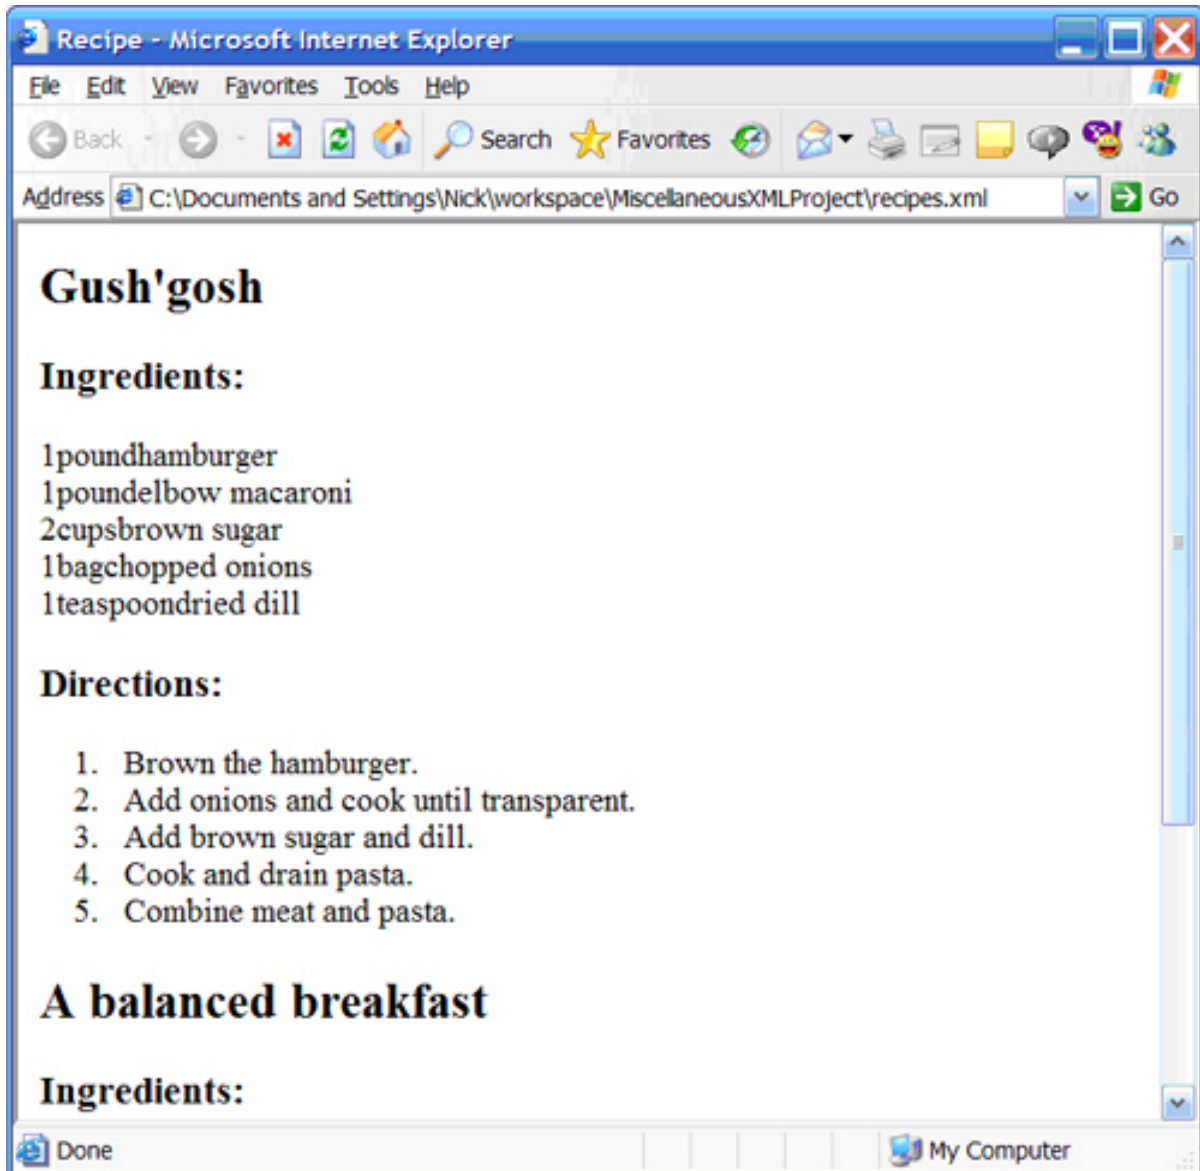 Recipe - Microsoft Internet Explorer
File Edit View Favorites Tools Help
Back Search Favorites
Address C:\Documents and Settings\Nick\workspace\MiscellaneousXMLProject\recipes.xml Go
Gush'gosh
Ingredients:
1poundhamburger
1poundelbow macaroni
2cupsbrown sugar
1bagchopped onions
1teaspoondried dill
Directions:
1. Brown the hamburger.
2. Add onions and cook until transparent.
3. Add brown sugar and dill.
4. Cook and drain pasta.
5. Combine meat and pasta.
A balanced breakfast
Ingredients:
Done My Computer